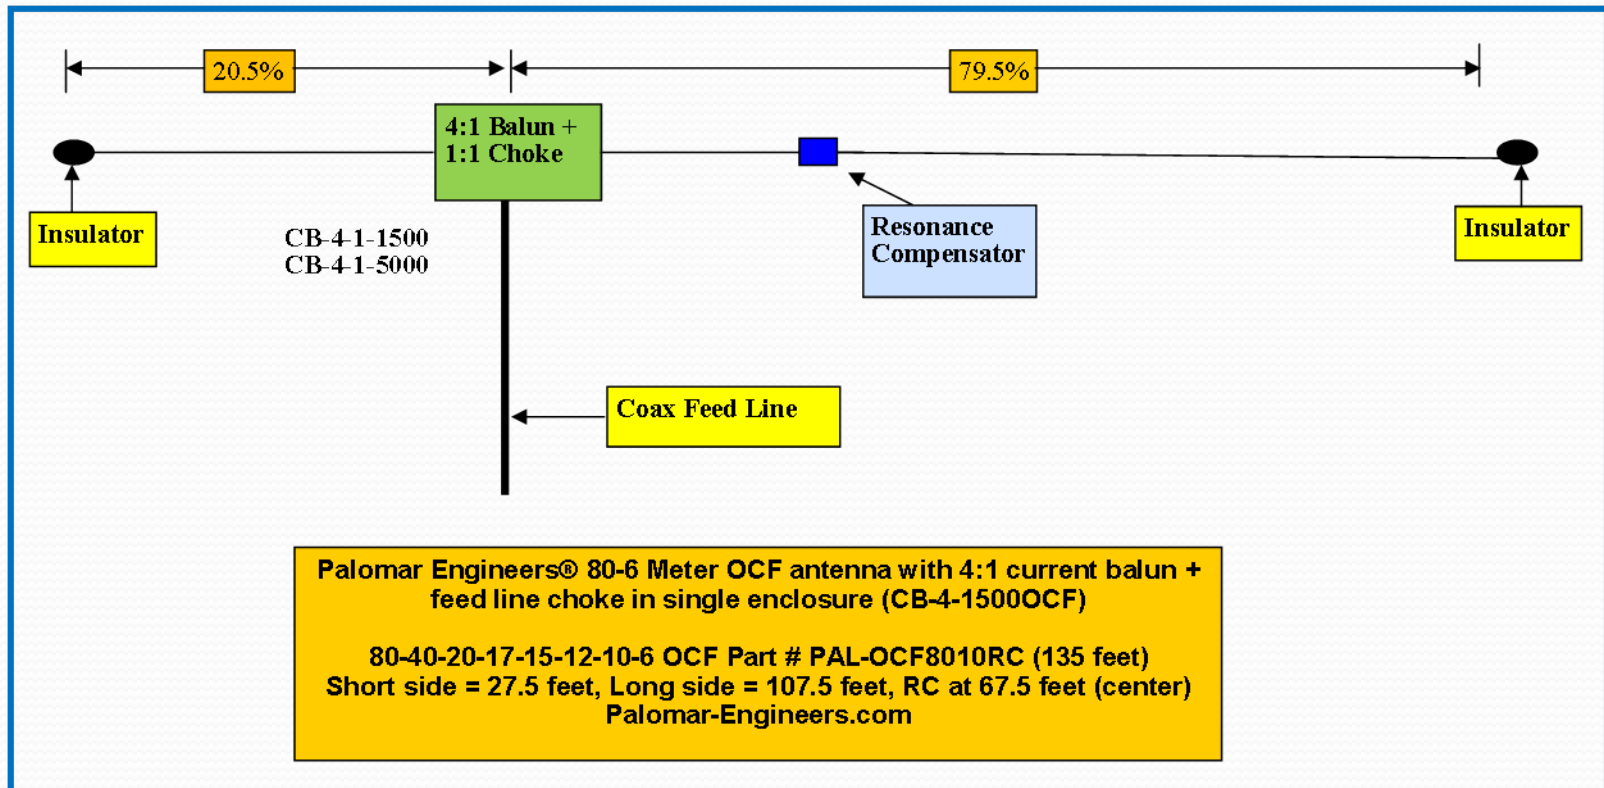 20.5%
79.5%
4:1 Balun +
1:1 Choke
Insulator
CB-4-1-1500
CB-4-1-5000
Resonance
Compensator
Insulator
Coax Feed Line
Palomar Engineers® 80-6 Meter OCF antenna with 4:1 current balun +
feed line choke in single enclosure (CB-4-1500OCF)
80-40-20-17-15-12-10-6 OCF Part # PAL-OCF8010RC (135 feet)
Short side = 27.5 feet, Long side = 107.5 feet, RC at 67.5 feet (center)
Palomar-Engineers.com